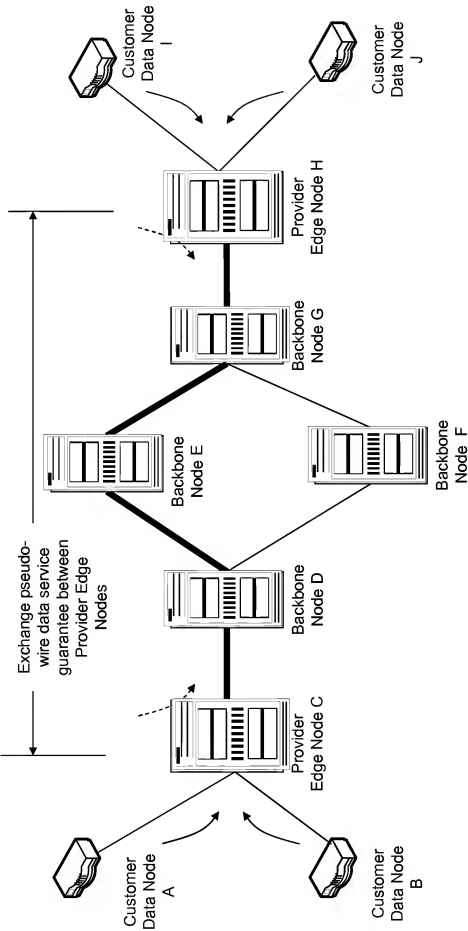 Exchange pseudo-
wire data service
guarantee between
Provider Edge
Nodes
Customer
Data Node
A
Customer
Data Node
B
Provider
Edge Node C
Backbone
Node D
Backbone
Node E
Backbone
Node F
Backbone
Node G
Provider
Edge Node H
Customer
Data Node
I
Customer
Data Node
J